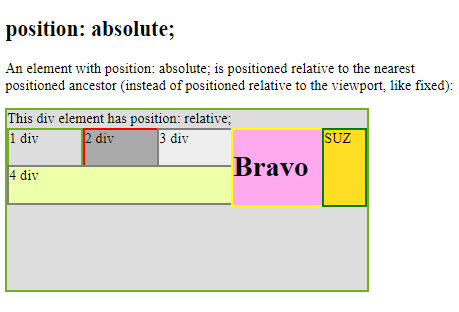 position: absolute;
An element with position: absolute; is positioned relative to the nearest
positioned ancestor (instead of positioned relative to the viewport, like fixed):
This div element has position: relative;
1 div
2 div
3 div
SUZ
Bravo
4 div